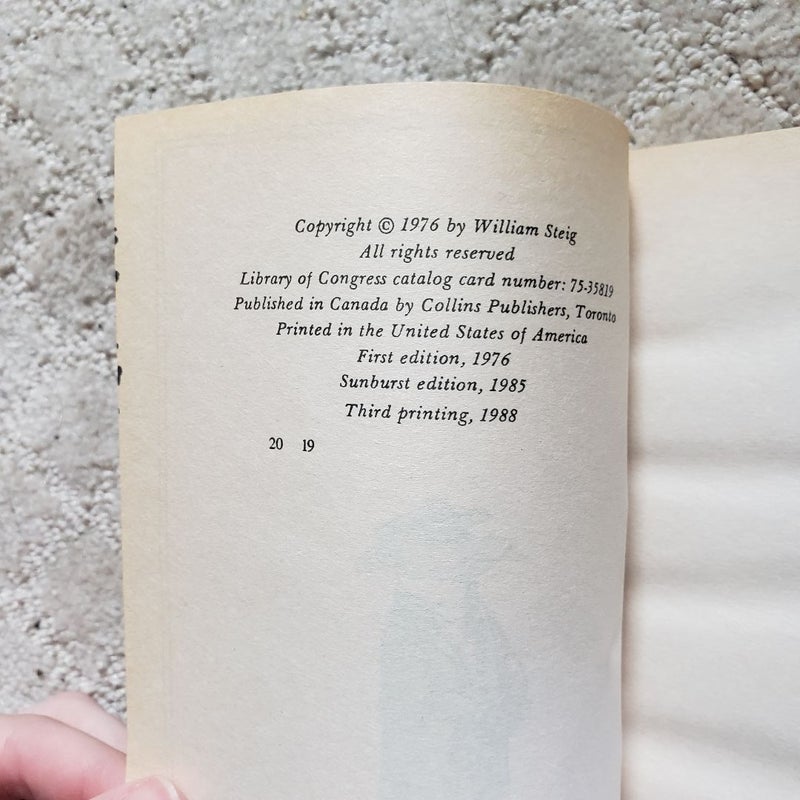 Copyright © 1976 by William Steig
All rights reserved
Library of Congress catalog card number: 75-35819
Published in Canada by Collins Publishers, Toronto
Printed in the United States of America
First edition, 1976
Sunburst edition, 1985
Third printing, 1988
20 19